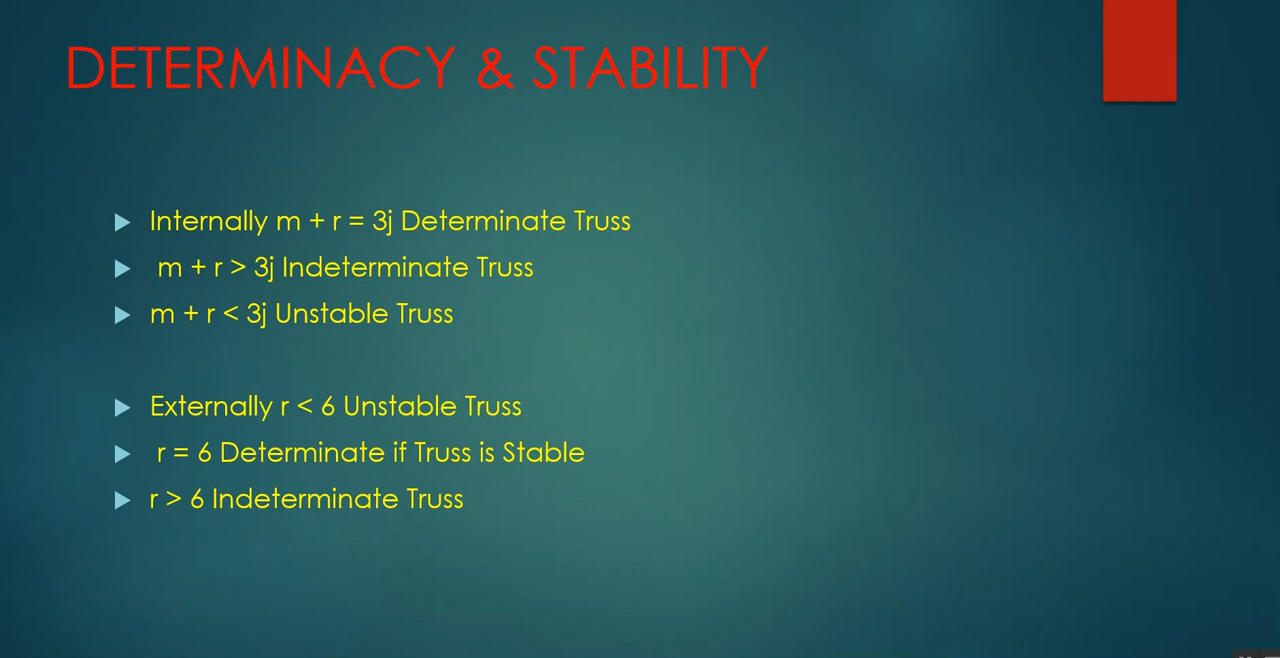 DETERMINACY & STABILITY
Internally m + r = 3j Determinate Truss
m + r > 3j Indeterminate Truss
m + r < 3j Unstable Truss
Externally r < 6 Unstable Truss
r = 6 Determinate if Truss is Stable
r > 6 Indeterminate Truss